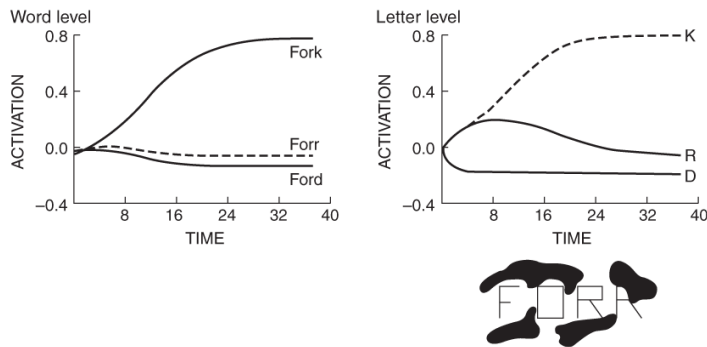 Word level
0.8
0.4
0.0
–0.4
ACTIVATION
Fork
Forr
Ford
8 16 24 32 40
TIME
Letter level
0.8
0.4
0.0
–0.4
ACTIVATION
K
R
D
8 16 24 32 40
TIME